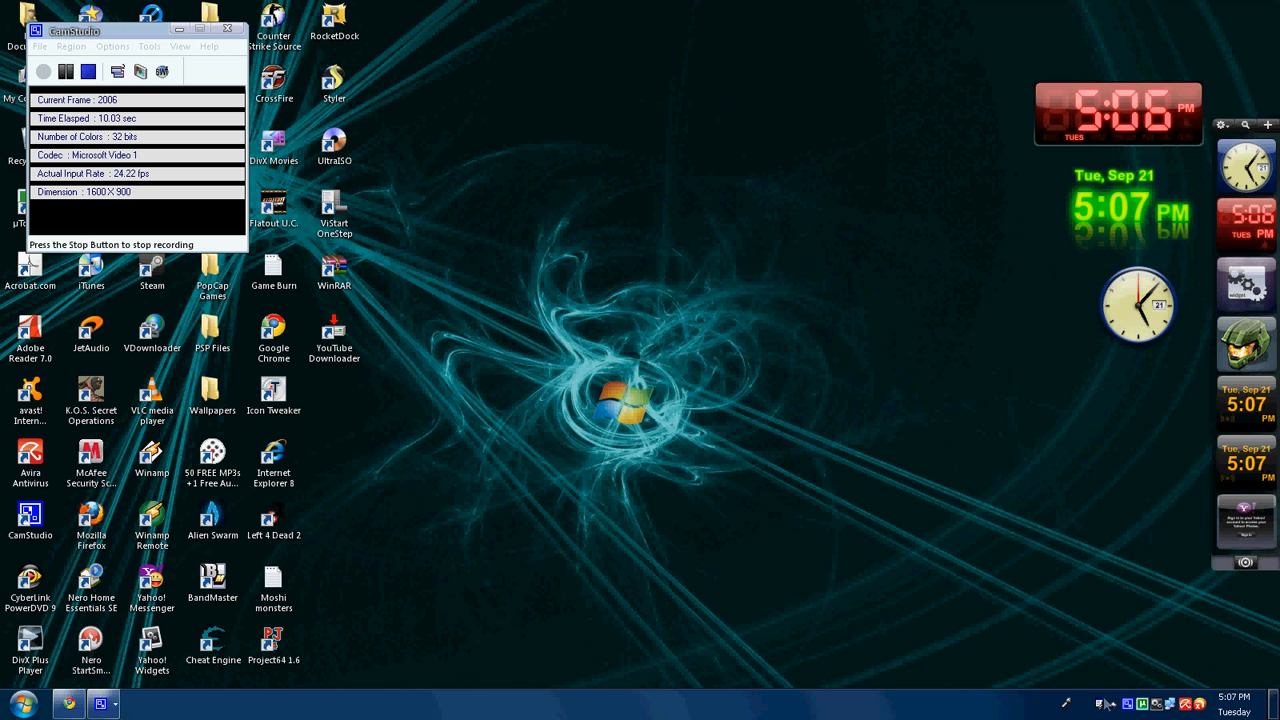 CamStudio
File Region Options Tools View Help
Current Frame : 2006
Time Elasped : 10.03 sec
Number of Colors : 32 bits
Codec : Microsoft Video 1
Actual Input Rate : 24.22 fps
Dimension : 1600 X 900
Press the Stop Button to stop recording
Counter
Strike Source
RocketDock
CrossFire
Styler
DivX Movies
UltraISO
Flatout U.C.
ViStart
OneStep
Acrobat.com
iTunes
Steam
PopCap
Games
Game Burn
WinRAR
Adobe
Reader 7.0
JetAudio
VDownloader
PSP Files
Google
Chrome
YouTube
Downloader
avast!
Intern...
K.O.S. Secret
Operations
VLC media
player
Wallpapers
Icon Tweaker
Avira
Antivirus
McAfee
Security Sc...
Winamp
50 FREE MP3s
+1 Free Au...
Internet
Explorer 8
CamStudio
Mozilla
Firefox
Winamp
Remote
Alien Swarm
Left 4 Dead 2
CyberLink
PowerDVD 9
Nero Home
Essentials SE
Yahoo!
Messenger
BandMaster
Moshi
monsters
DivX Plus
Player
Nero
StartSm...
Yahoo!
Widgets
Cheat Engine
Project64 1.6
5:06 PM
TUES
Tue, Sep 21
5:07 PM
21
21
5:06
TUES PM
widget
Tue, Sep 21
5:07
PM
Tue, Sep 21
5:07
PM
5:07 PM
Tuesday